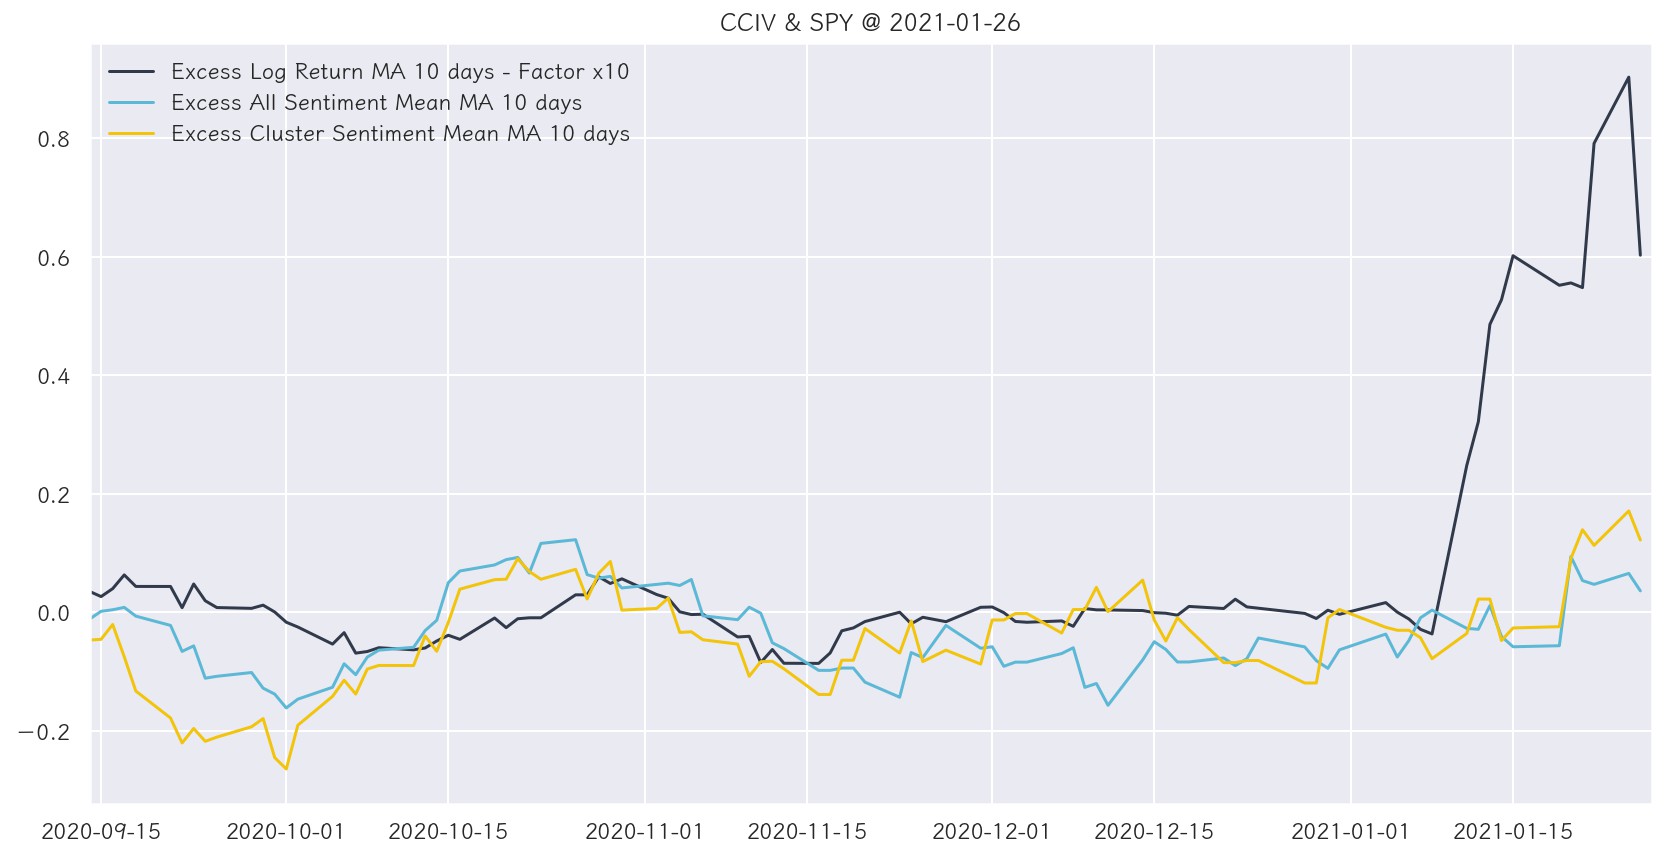 CCIV & SPY @ 2021-01-26
Excess Log Return MA 10 days - Factor x10
Excess All Sentiment Mean MA 10 days
Excess Cluster Sentiment Mean MA 10 days
0.8
0.6
0.4
0.2
0.0
−0.2
2020-09-15 2020-10-01 2020-10-15 2020-11-01 2020-11-15 2020-12-01 2020-12-15 2021-01-01 2021-01-15